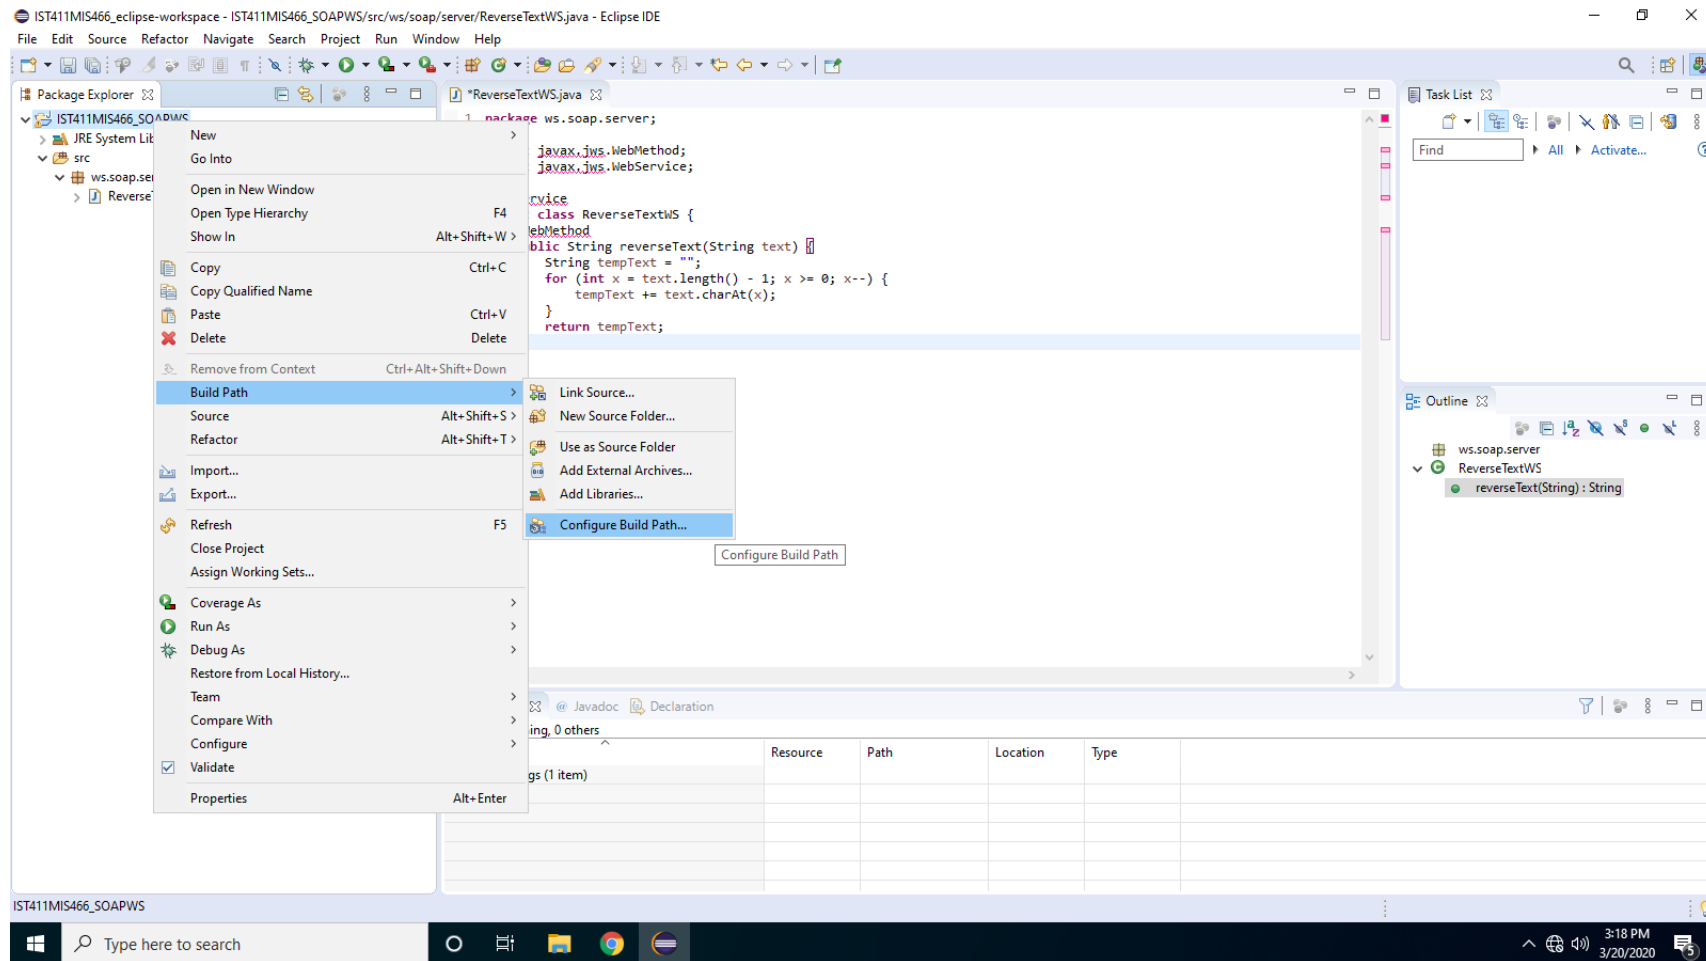 IST411MIS466_eclipse-workspace - IST411MIS466_SOAPWS/src/ws/soap/server/ReverseTextWS.java - Eclipse IDE
File Edit Source Refactor Navigate Search Project Run Window Help
Package Explorer
IST411MIS466_SOAPWS
JRE System Lib
src
ws.soap.ser
Reverse
New
Go Into
Open in New Window
Open Type Hierarchy F4
Show In Alt+Shift+W >
Copy Ctrl+C
Copy Qualified Name
Paste Ctrl+V
Delete Delete
Remove from Context Ctrl+Alt+Shift+Down
Build Path
Source Alt+Shift+S >
Refactor Alt+Shift+T >
Import...
Export...
Refresh F5
Close Project
Assign Working Sets...
Coverage As
Run As
Debug As
Restore from Local History...
Team
Compare With
Configure
Validate
Properties Alt+Enter
Link Source...
New Source Folder...
Use as Source Folder
Add External Archives...
Add Libraries...
Configure Build Path...
Configure Build Path
*ReverseTextWS.java
1 package ws.soap.server;
javax.jws.WebMethod;
javax.jws.WebService;
rvice
class ReverseTextWS {
ebMethod
blic String reverseText(String text) {
String tempText = "";
for (int x = text.length() - 1; x >= 0; x--) {
tempText += text.charAt(x);
}
return tempText;
@ Javadoc Declaration
ing, 0 others
Resource Path Location Type
gs (1 item)
Task List
Find All Activate...
Outline
ws.soap.server
ReverseTextWS
reverseText(String) : String
IST411MIS466_SOAPWS
Type here to search
3:18 PM
3/20/2020
5